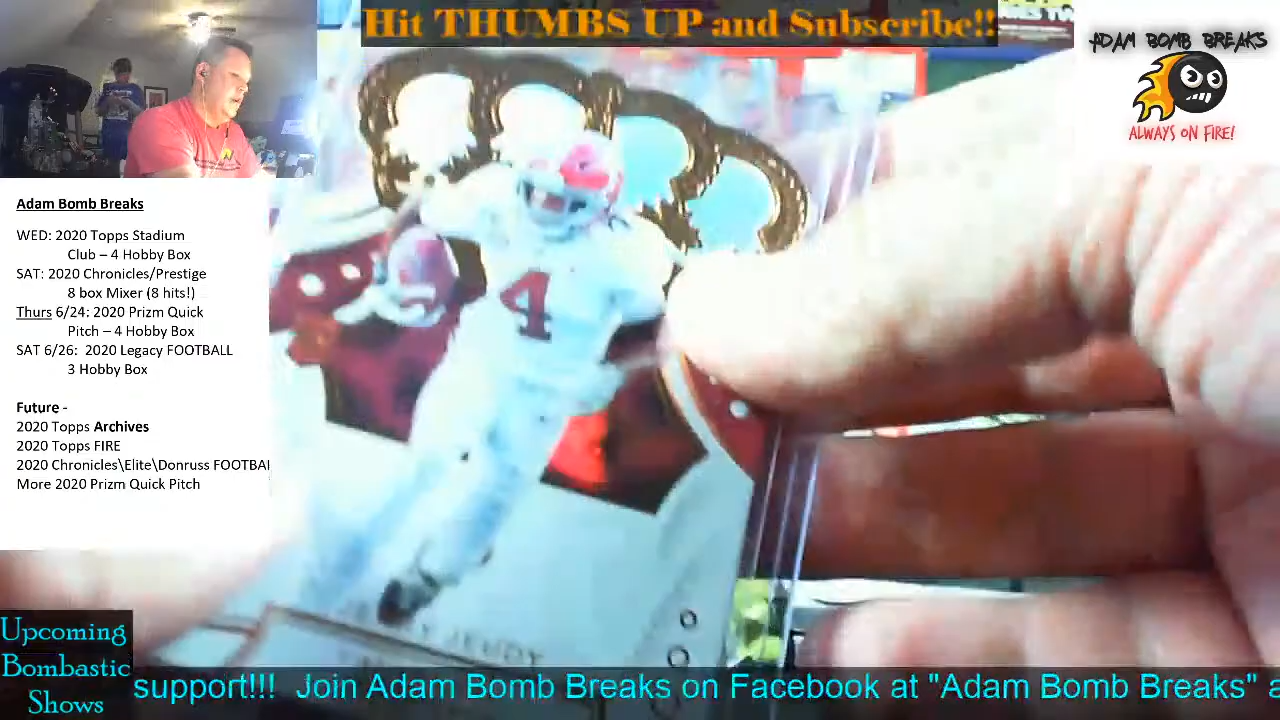 Hit THUMBS UP and Subscribe!!
ADAM BOMB BREAKS
ALWAYS ON FIRE!
Adam Bomb Breaks
WED: 2020 Topps Stadium
Club – 4 Hobby Box
SAT: 2020 Chronicles/Prestige
8 box Mixer (8 hits!)
Thurs 6/24: 2020 Prizm Quick
Pitch – 4 Hobby Box
SAT 6/26: 2020 Legacy FOOTBALL
3 Hobby Box
Future -
2020 Topps Archives
2020 Topps FIRE
2020 Chronicles\Elite\Donruss FOOTBAL
More 2020 Prizm Quick Pitch
4
JEUDY
Upcoming
Bombastic
Shows
support!!! Join Adam Bomb Breaks on Facebook at "Adam Bomb Breaks" a